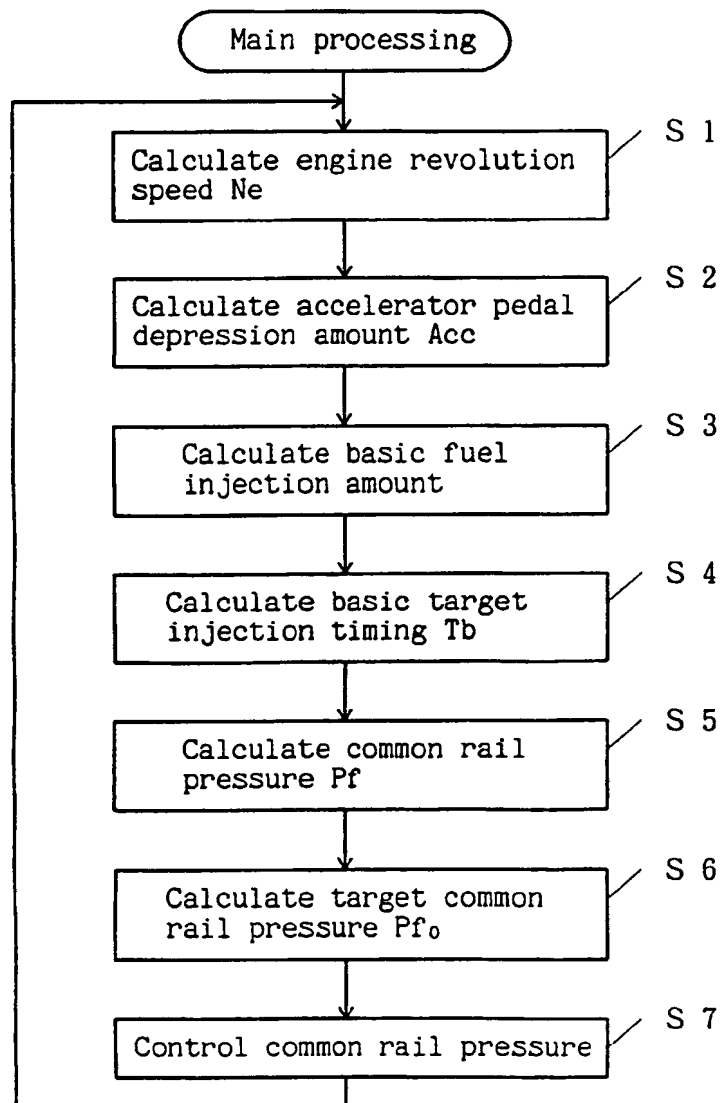 Main processing
S 1
Calculate engine revolution
speed Ne
S 2
Calculate accelerator pedal
depression amount Acc
S 3
Calculate basic fuel
injection amount
S 4
Calculate basic target
injection timing Tb
S 5
Calculate common rail
pressure Pf
S 6
Calculate target common
rail pressure Pf₀
S 7
Control common rail pressure